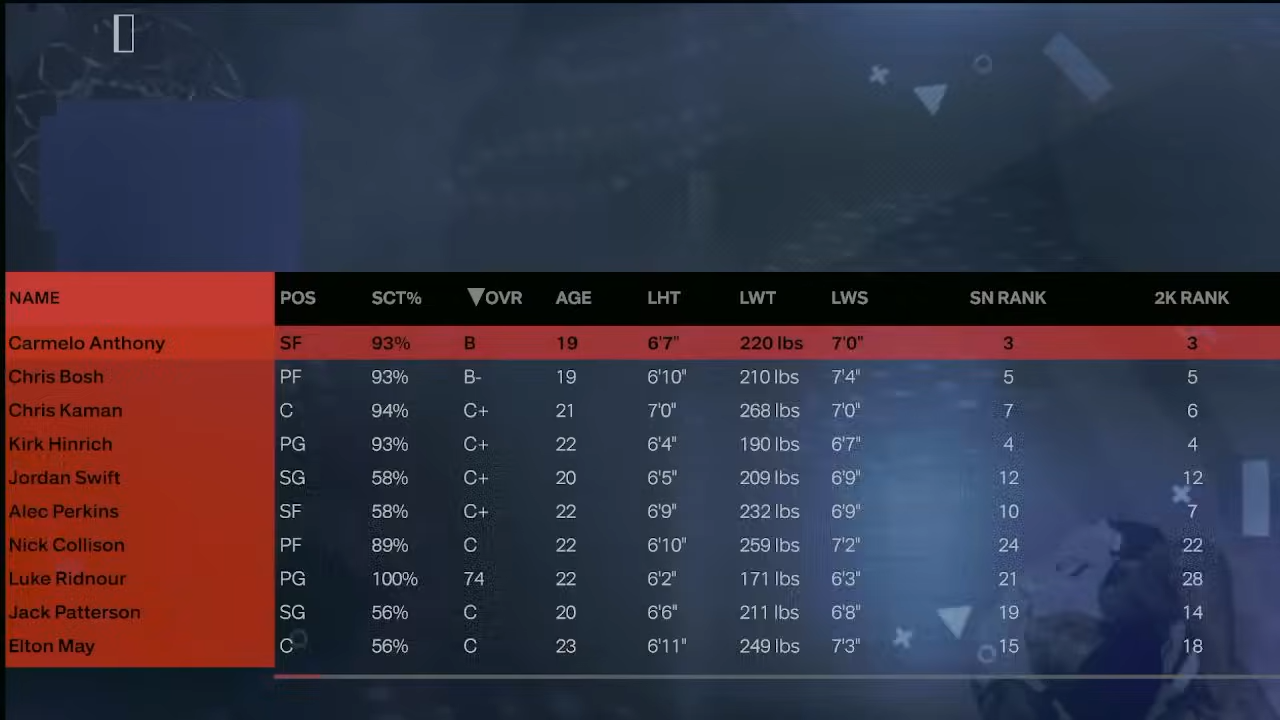 NAME POS SCT% ▼OVR AGE LHT LWT LWS SN RANK 2K RANK
Carmelo Anthony SF 93% B 19 6'7" 220 lbs 7'0" 3 3
Chris Bosh PF 93% B- 19 6'10" 210 lbs 7'4" 5 5
Chris Kaman C 94% C+ 21 7'0" 268 lbs 7'0" 7 6
Kirk Hinrich PG 93% C+ 22 6'4" 190 lbs 6'7" 4 4
Jordan Swift SG 58% C+ 20 6'5" 209 lbs 6'9" 12 12
Alec Perkins SF 58% C+ 22 6'9" 232 lbs 6'9" 10 7
Nick Collison PF 89% C 22 6'10" 259 lbs 7'2" 24 22
Luke Ridnour PG 100% 74 22 6'2" 171 lbs 6'3" 21 28
Jack Patterson SG 56% C 20 6'6" 211 lbs 6'8" 19 14
Elton May C 56% C 23 6'11" 249 lbs 7'3" 15 18